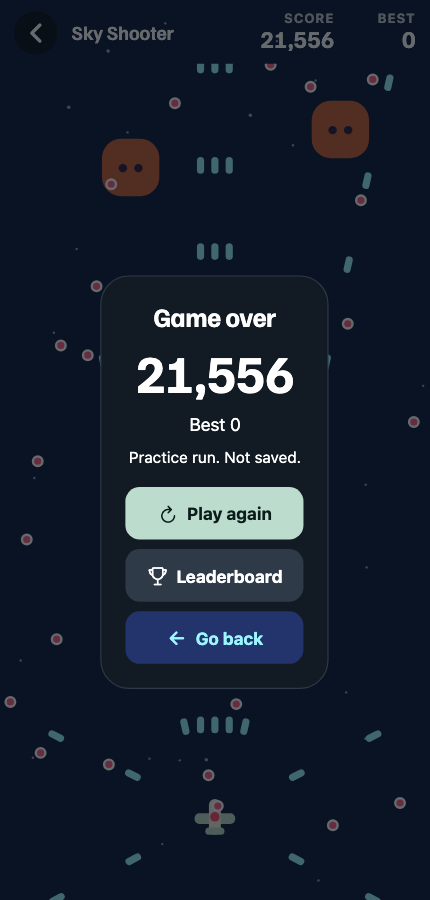 Sky Shooter
SCORE
21,556
BEST
0
Game over
21,556
Best 0
Practice run. Not saved.
Play again
Leaderboard
Go back